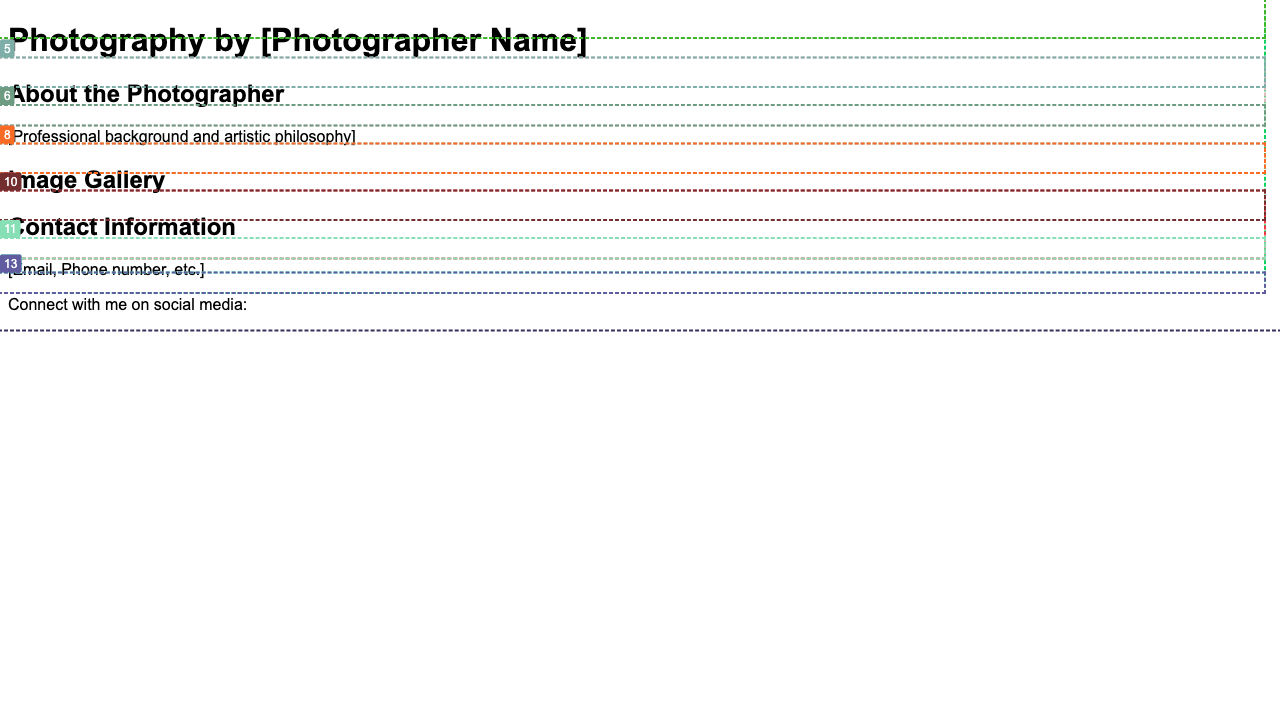 Photography by [Photographer Name]
5
About the Photographer
6
[Professional background and artistic philosophy]
8
Image Gallery
10
Contact Information
11
[Email, Phone number, etc.]
13
Connect with me on social media: